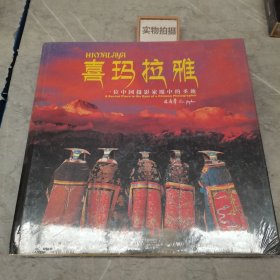 实物拍摄
HIMALAYA
喜玛拉雅
一位中国摄影家眼中的圣地
A Sacred Place in the Eyes of a Chinese Photographer